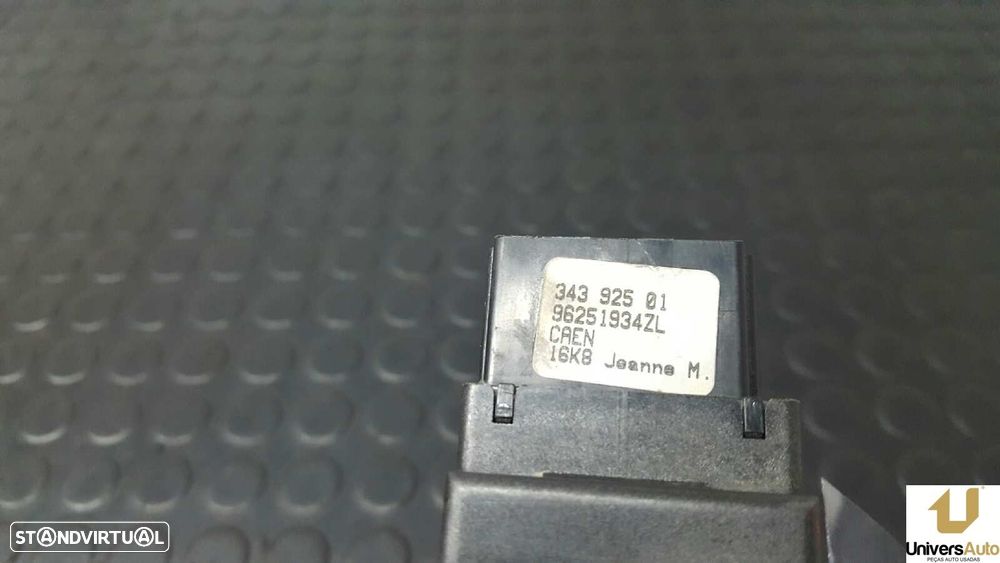 343 925 01
96251934ZL
CAEN
16K8 Jeanne M.
STANDVIRTUAL
UniversAuto
PEÇAS AUTO USADAS